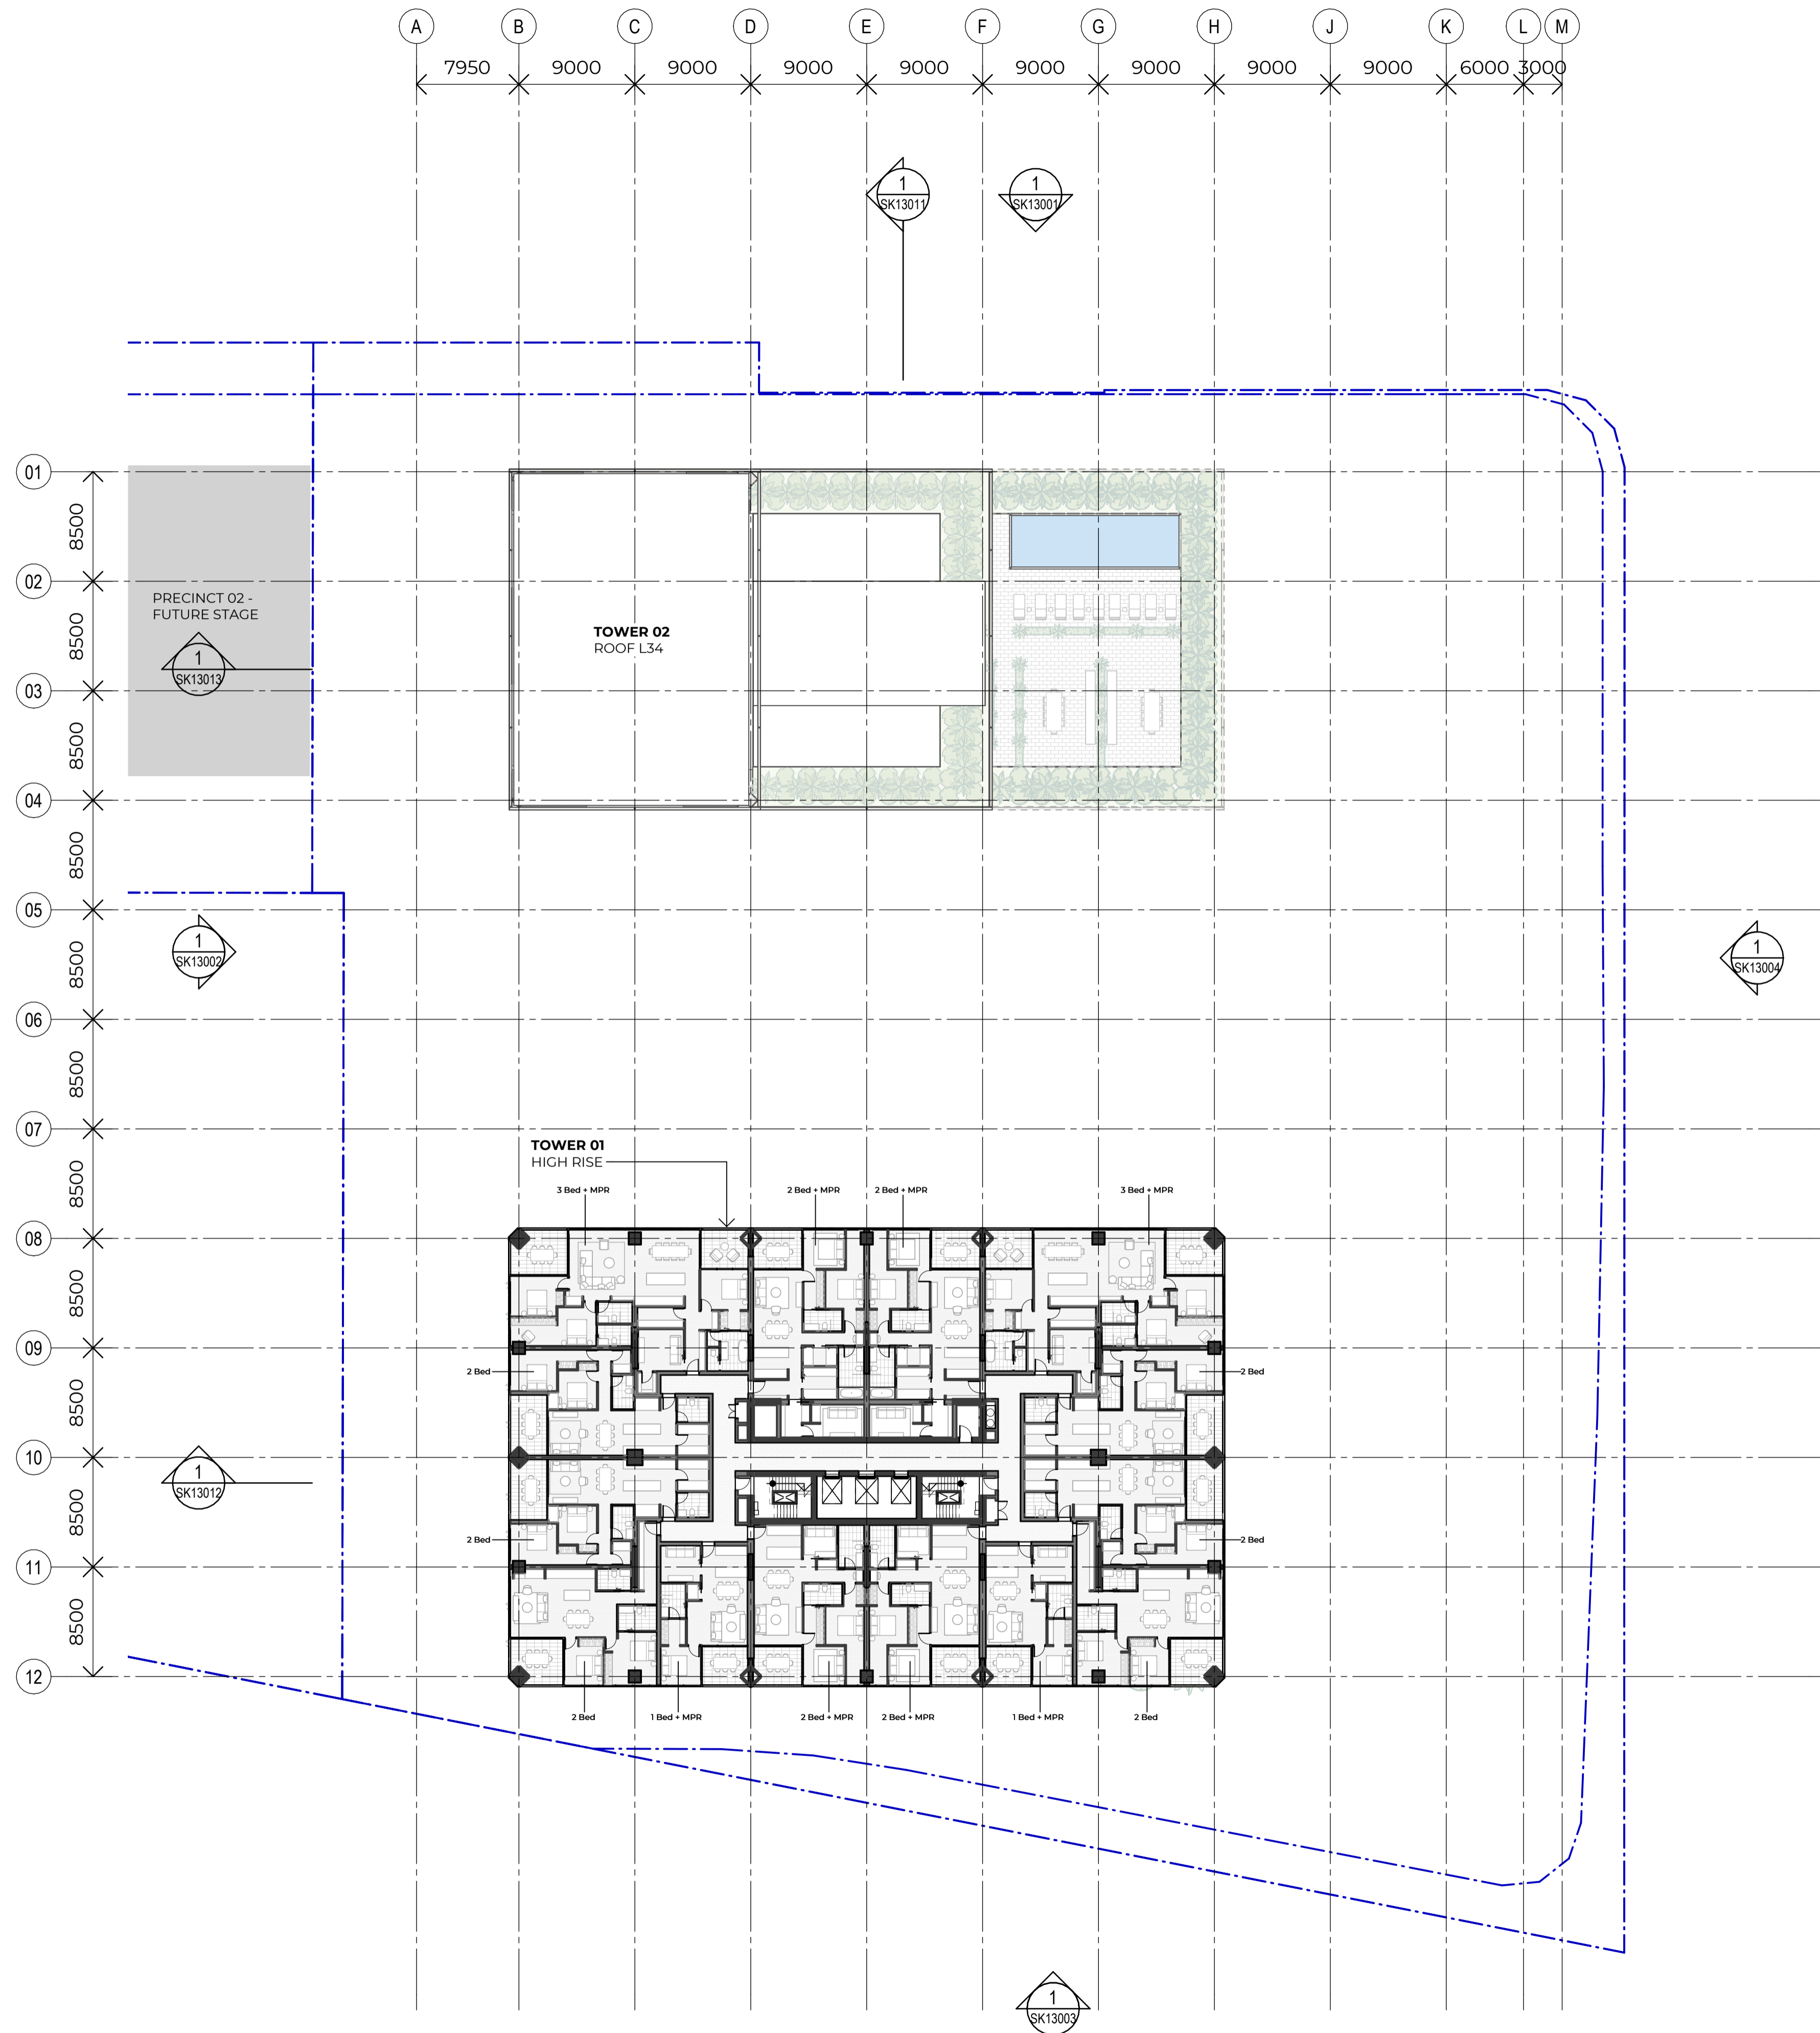 A B C D E F G H J K L M
7950 9000 9000 9000 9000 9000 9000 9000 9000 6000 3000
1
SK13011
1
SK13001
01
8500
02
PRECINCT 02 -
FUTURE STAGE
8500
TOWER 02
ROOF L34
1
SK13013
03
8500
04
8500
05
1
SK13002
8500
1
SK13004
06
8500
07
TOWER 01
HIGH RISE
8500
3 Bed + MPR 2 Bed + MPR 2 Bed + MPR 3 Bed + MPR
08
8500
09
2 Bed 2 Bed
8500
10
1
SK13012
8500
2 Bed 2 Bed
11
8500
12
2 Bed 1 Bed + MPR 2 Bed + MPR 2 Bed + MPR 1 Bed + MPR 2 Bed
1
SK13003